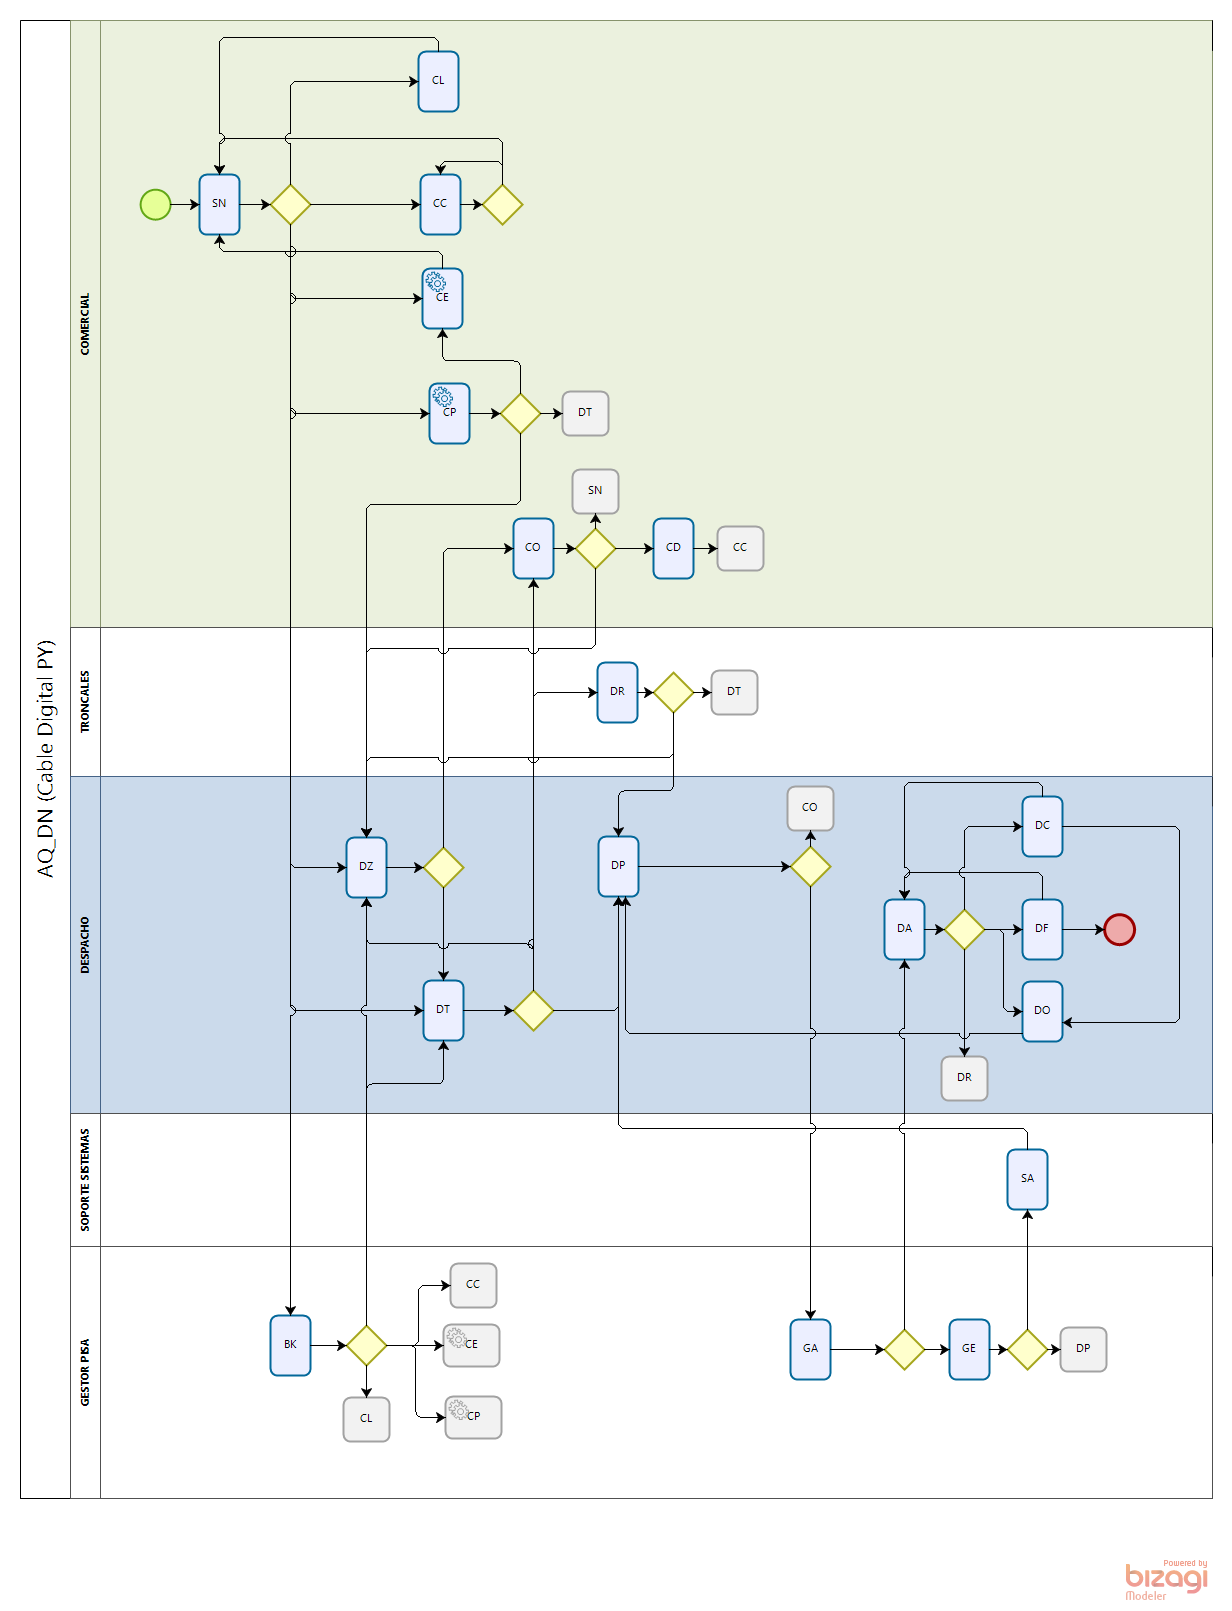 AQ_DN (Cable Digital PY)
COMERCIAL
CL
SN
CC
CE
CP
DT
SN
CO
CD
CC
TRONCALES
DR
DT
DESPACHO
CO
DC
DZ
DP
DA
DF
DT
DO
DR
SOPORTE SISTEMAS
SA
GESTOR PISA
CC
BK
CE
GA
GE
DP
CL
CP
Powered by
bizagi
Modeler